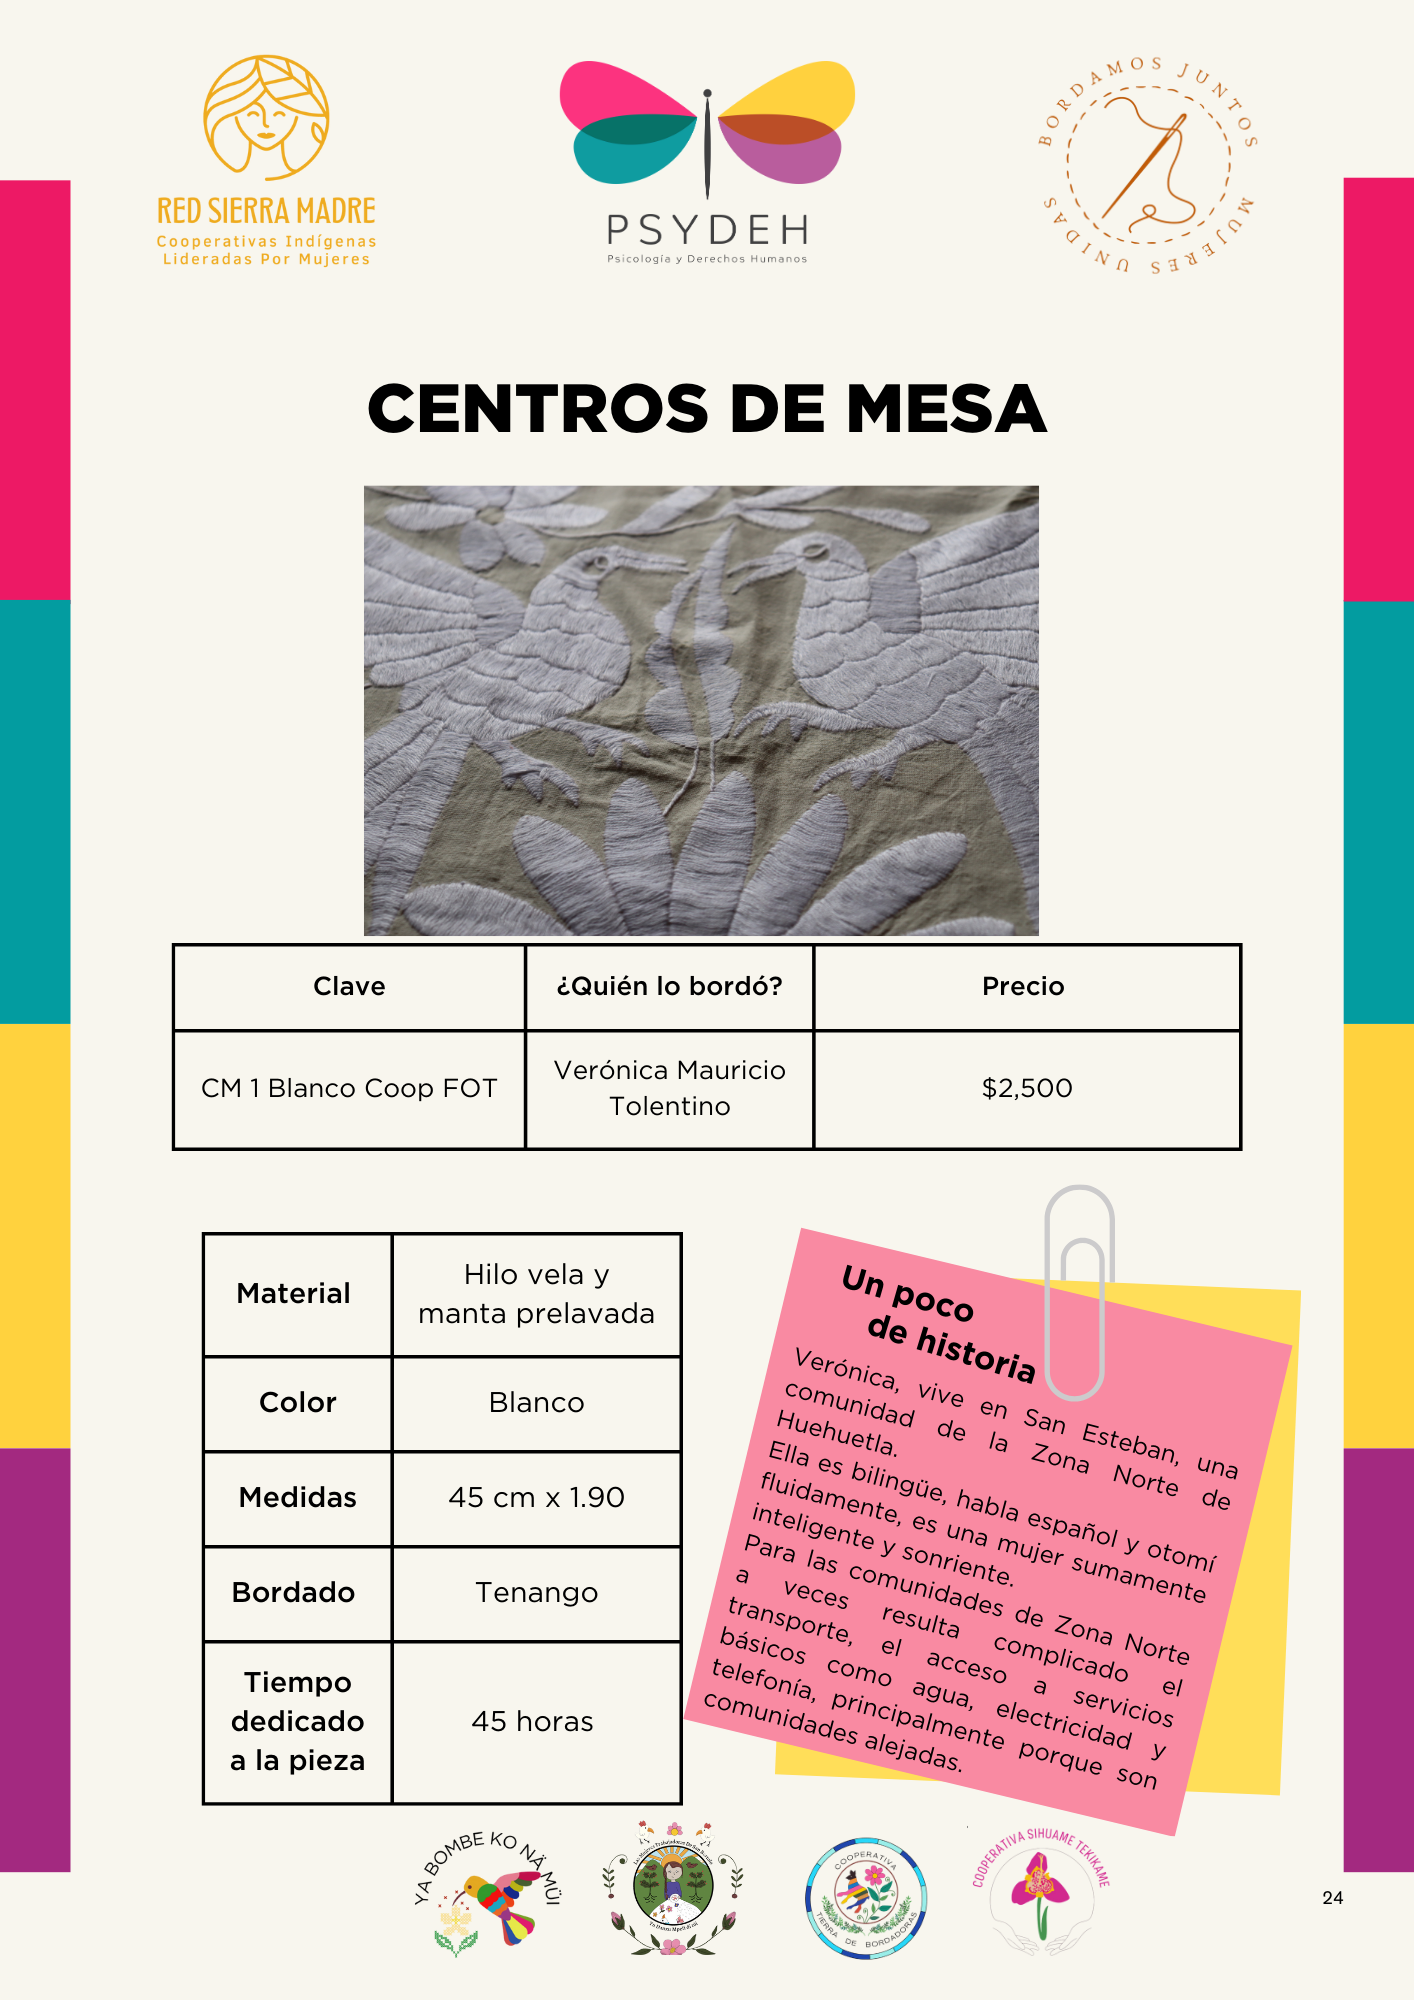 RED SIERRA MADRE
Cooperativas Indígenas
Lideradas Por Mujeres
PSYDEH
Psicología y Derechos Humanos
BORDAMOS JUNTOS
MUJERES UNIDAS
CENTROS DE MESA
Clave
¿Quién lo bordó?
Precio
CM 1 Blanco Coop FOT
Verónica Mauricio
Tolentino
$2,500
Material
Hilo vela y
manta prelavada
Color
Blanco
Medidas
45 cm x 1.90
Bordado
Tenango
Tiempo
dedicado
a la pieza
45 horas
Un poco
de historia
Verónica, vive en San Esteban, una
comunidad de la Zona Norte de
Huehuetla.
Ella es bilingüe, habla español y otomí
fluidamente, es una mujer sumamente
inteligente y sonriente.
Para las comunidades de Zona Norte
a veces resulta complicado el
transporte, el acceso a servicios
básicos como agua, electricidad y
telefonía, principalmente porque son
comunidades alejadas.
YA BOMBE KO NÄ MÜI
COOPERATIVA
TIERRA DE BORDADORAS
COOPERATIVA SIHUAME TEKIKAME
24